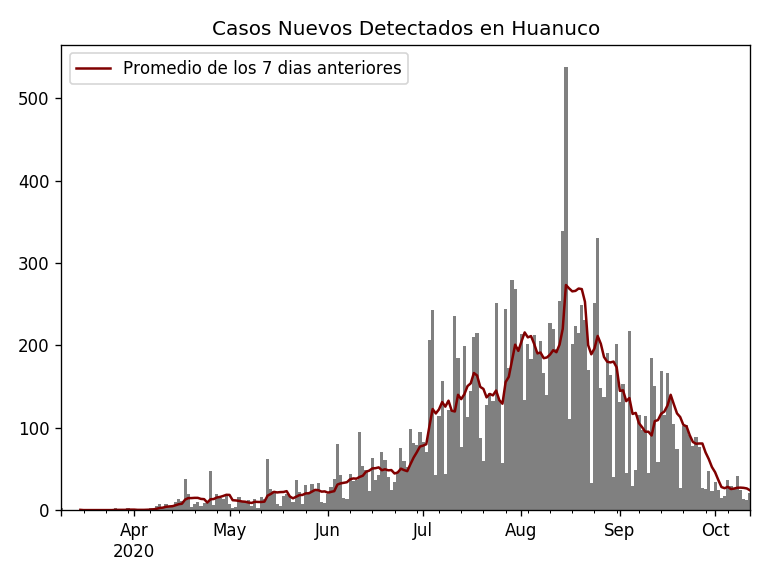 Casos Nuevos Detectados en Huanuco
Promedio de los 7 dias anteriores
500
400
300
200
100
0
Apr May Jun Jul Aug Sep Oct
2020